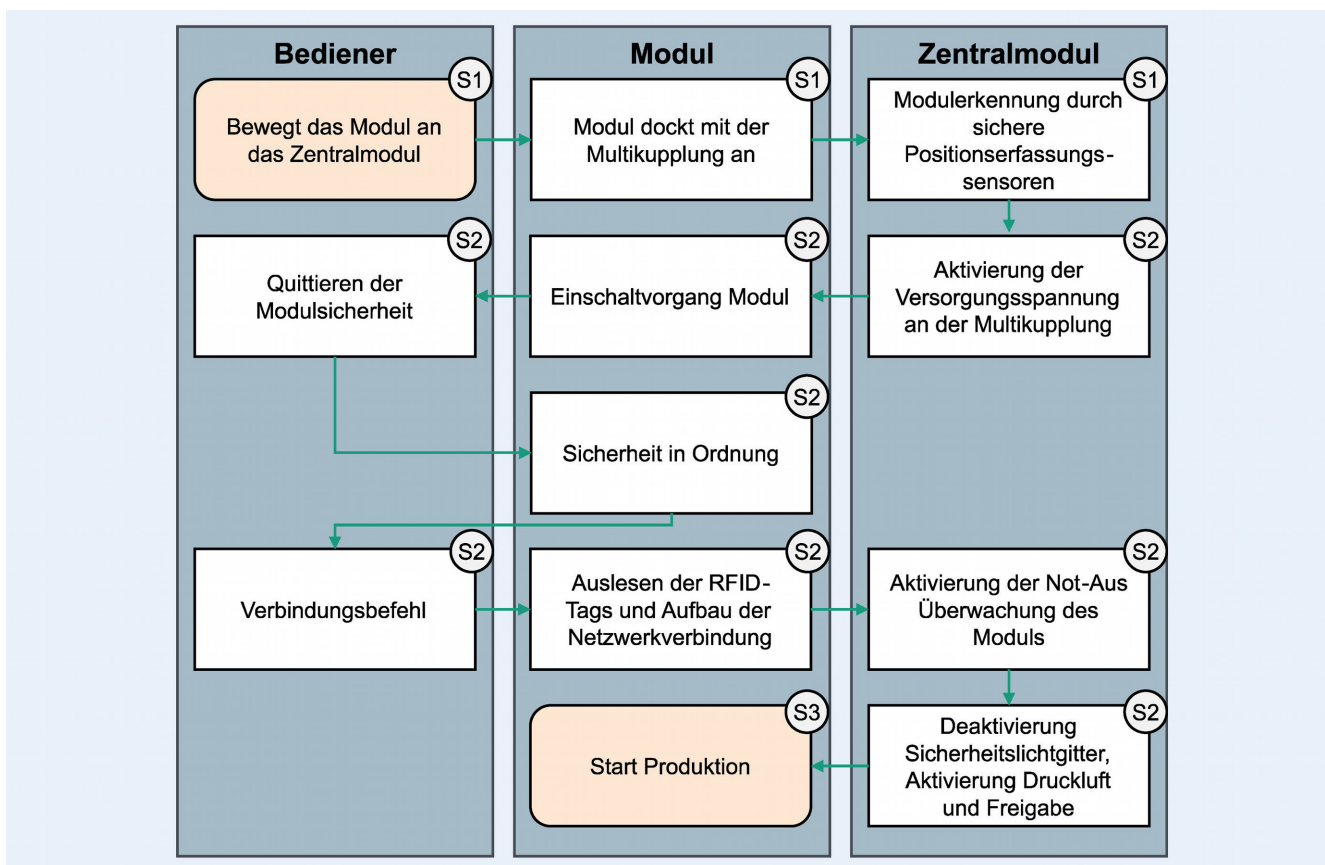 Bediener
Modul
Zentralmodul
S1
Bewegt das Modul an
das Zentralmodul
S1
Modul dockt mit der
Multikupplung an
S1
Modulerkennung durch
sichere
Positionserfassungs-
sensoren
S2
Quittieren der
Modulsicherheit
S2
Einschaltvorgang Modul
S2
Aktivierung der
Versorgungsspannung
an der Multikupplung
S2
Sicherheit in Ordnung
S2
Verbindungsbefehl
S2
Auslesen der RFID-
Tags und Aufbau der
Netzwerkverbindung
S2
Aktivierung der Not-Aus
Überwachung des
Moduls
S3
Start Produktion
S2
Deaktivierung
Sicherheitslichtgitter,
Aktivierung Druckluft
und Freigabe